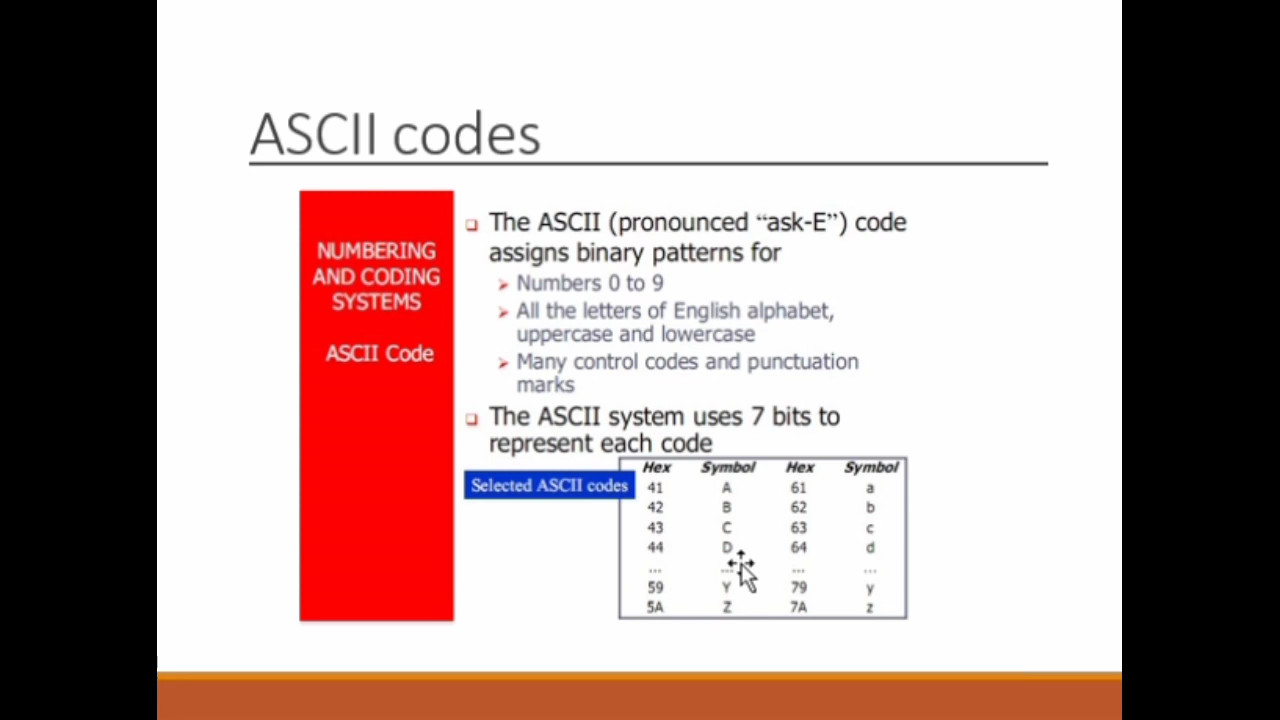 ASCII codes
NUMBERING
AND CODING
SYSTEMS
ASCII Code
The ASCII (pronounced “ask-E”) code
assigns binary patterns for
Numbers 0 to 9
All the letters of English alphabet,
uppercase and lowercase
Many control codes and punctuation
marks
The ASCII system uses 7 bits to
represent each code
Selected ASCII codes
Hex Symbol Hex Symbol
41 A 61 a
42 B 62 b
43 C 63 c
44 D 64 d
... ... ... ...
59 Y 79 y
5A Z 7A z